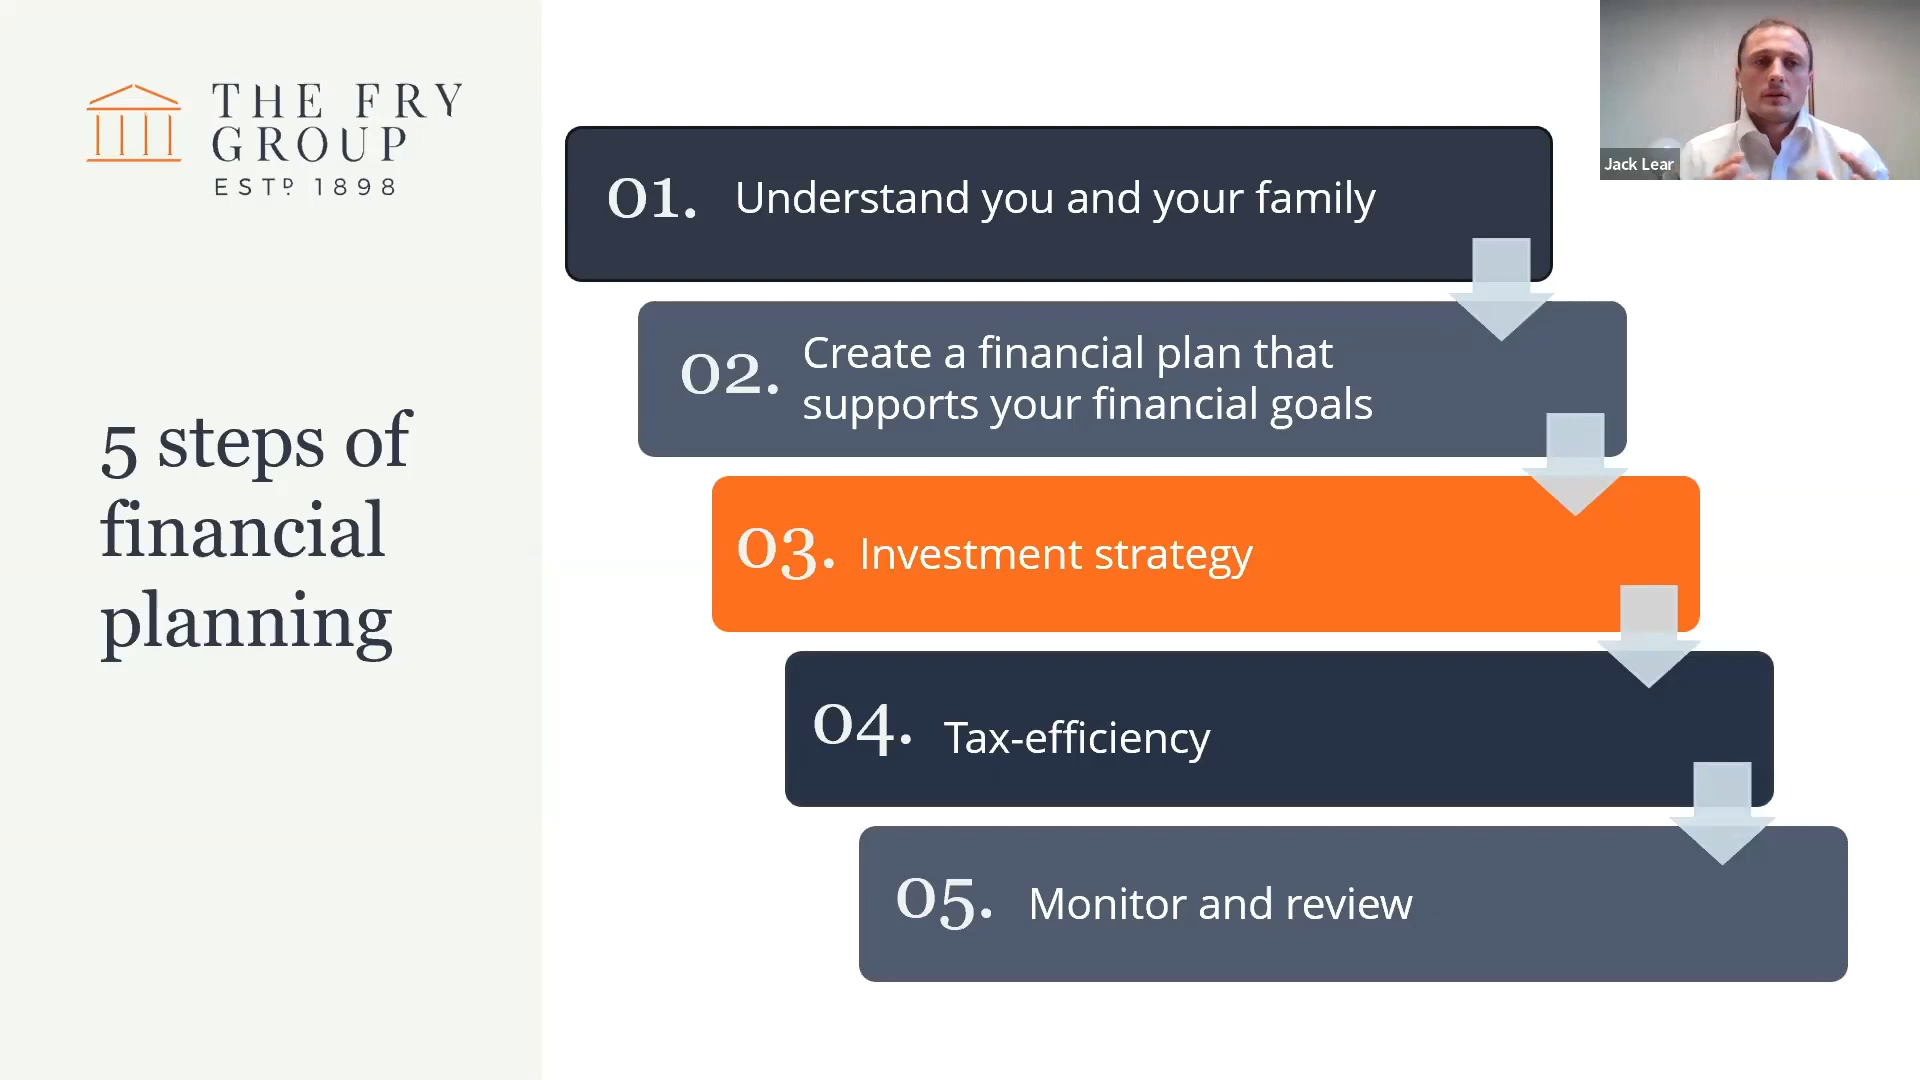 THE FRY
GROUP
ESTD 1898
5 steps of
financial
planning
01. Understand you and your family
02. Create a financial plan that
supports your financial goals
03. Investment strategy
04. Tax-efficiency
05. Monitor and review
Jack Lear